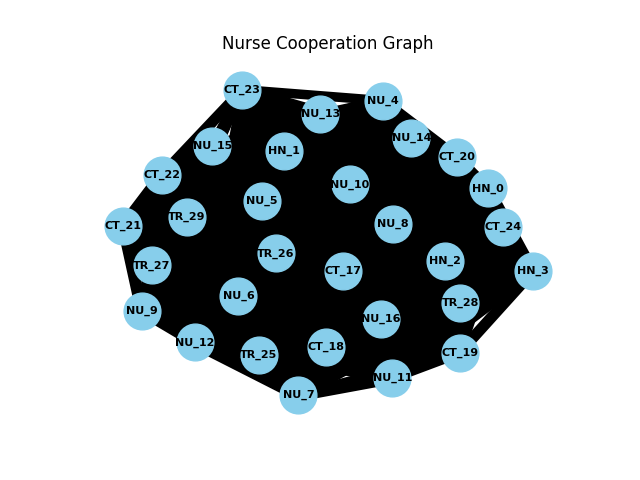 Nurse Cooperation Graph
CT_23
NU_4
NU_13
NU_14
NU_15
HN_1
CT_20
CT_22
NU_10
HN_0
NU_5
TR_29
NU_8
CT_21
CT_24
TR_26
HN_2
TR_27
CT_17
HN_3
NU_6
TR_28
NU_9
NU_16
NU_12
CT_18
CT_19
TR_25
NU_11
NU_7